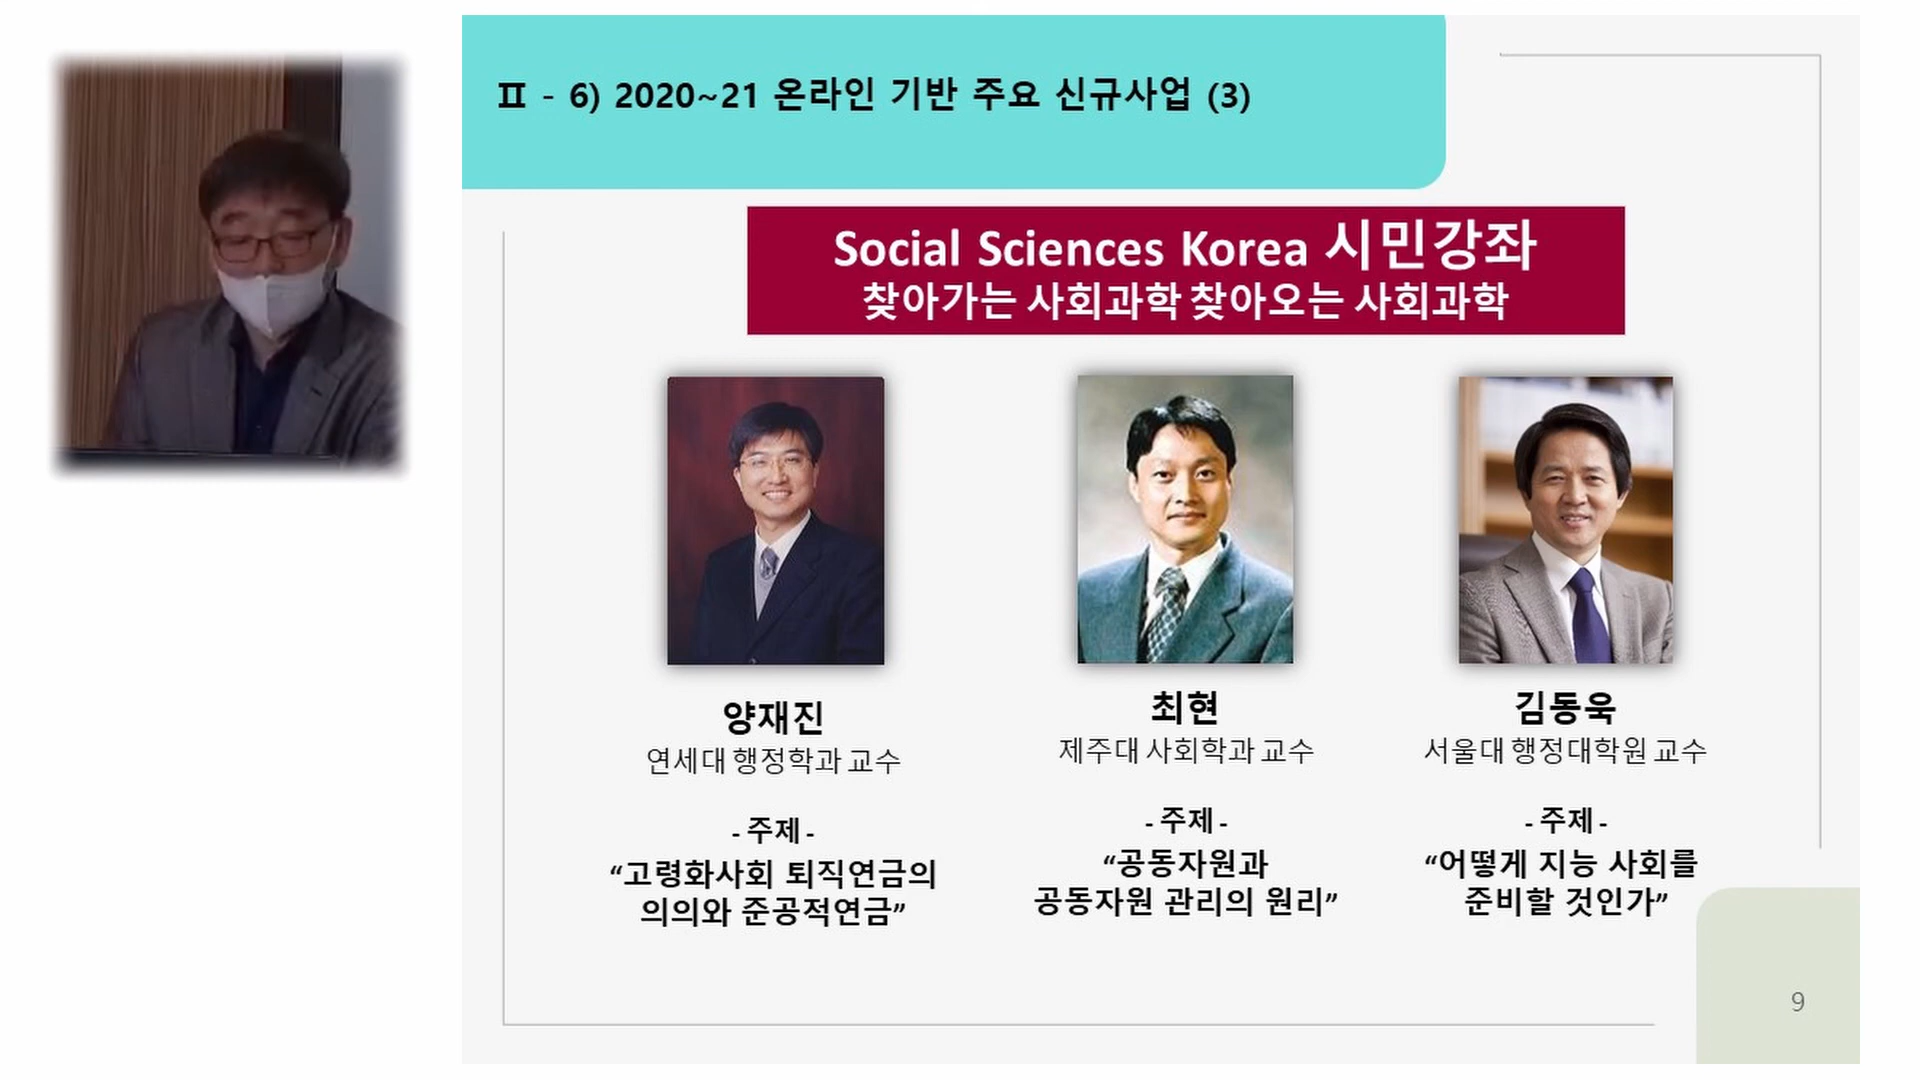 Ⅱ - 6) 2020~21 온라인 기반 주요 신규사업 (3)
Social Sciences Korea 시민강좌
찾아가는 사회과학 찾아오는 사회과학
양재진
연세대 행정학과 교수
- 주제 -
“고령화사회 퇴직연금의
의의와 준공적연금”
최현
제주대 사회학과 교수
- 주제 -
“공동자원과
공동자원 관리의 원리”
김동욱
서울대 행정대학원 교수
- 주제 -
“어떻게 지능 사회를
준비할 것인가”
9